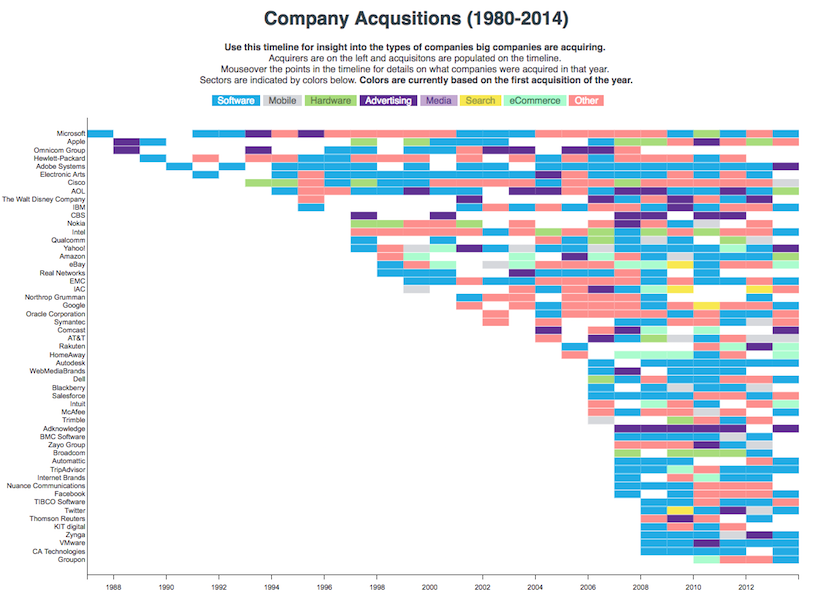 Company Acqusitions (1980-2014)
Use this timeline for insight into the types of companies big companies are acquiring.
Acquirers are on the left and acquisitons are populated on the timeline.
Mouseover the points in the timeline for details on what companies were acquired in that year.
Sectors are indicated by colors below. Colors are currently based on the first acquisition of the year.
Software Mobile Hardware Advertising Media Search eCommerce Other
Microsoft
Apple
Omnicom Group
Hewlett-Packard
Adobe Systems
Electronic Arts
Cisco
AOL
The Walt Disney Company
IBM
CBS
Nokia
Intel
Qualcomm
Yahoo!
Amazon
eBay
Real Networks
EMC
IAC
Northrop Grumman
Google
Oracle Corporation
Symantec
Comcast
AT&T
Rakuten
HomeAway
Autodesk
WebMediaBrands
Dell
Blackberry
Salesforce
Intuit
McAfee
Trimble
Adknowledge
BMC Software
Zayo Group
Broadcom
Automattic
TripAdvisor
Internet Brands
Nuance Communications
Facebook
TIBCO Software
Twitter
Thomson Reuters
KIT digital
Zynga
VMware
CA Technologies
Groupon
1988 1990 1992 1994 1996 1998 2000 2002 2004 2006 2008 2010 2012